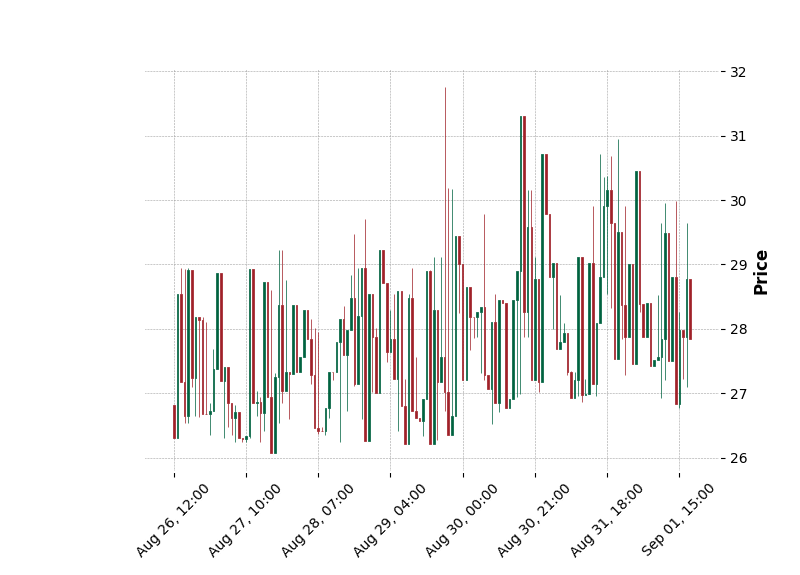 32
31
30
29
28
27
26
Price
Aug 26, 12:00
Aug 27, 10:00
Aug 28, 07:00
Aug 29, 04:00
Aug 30, 00:00
Aug 30, 21:00
Aug 31, 18:00
Sep 01, 15:00